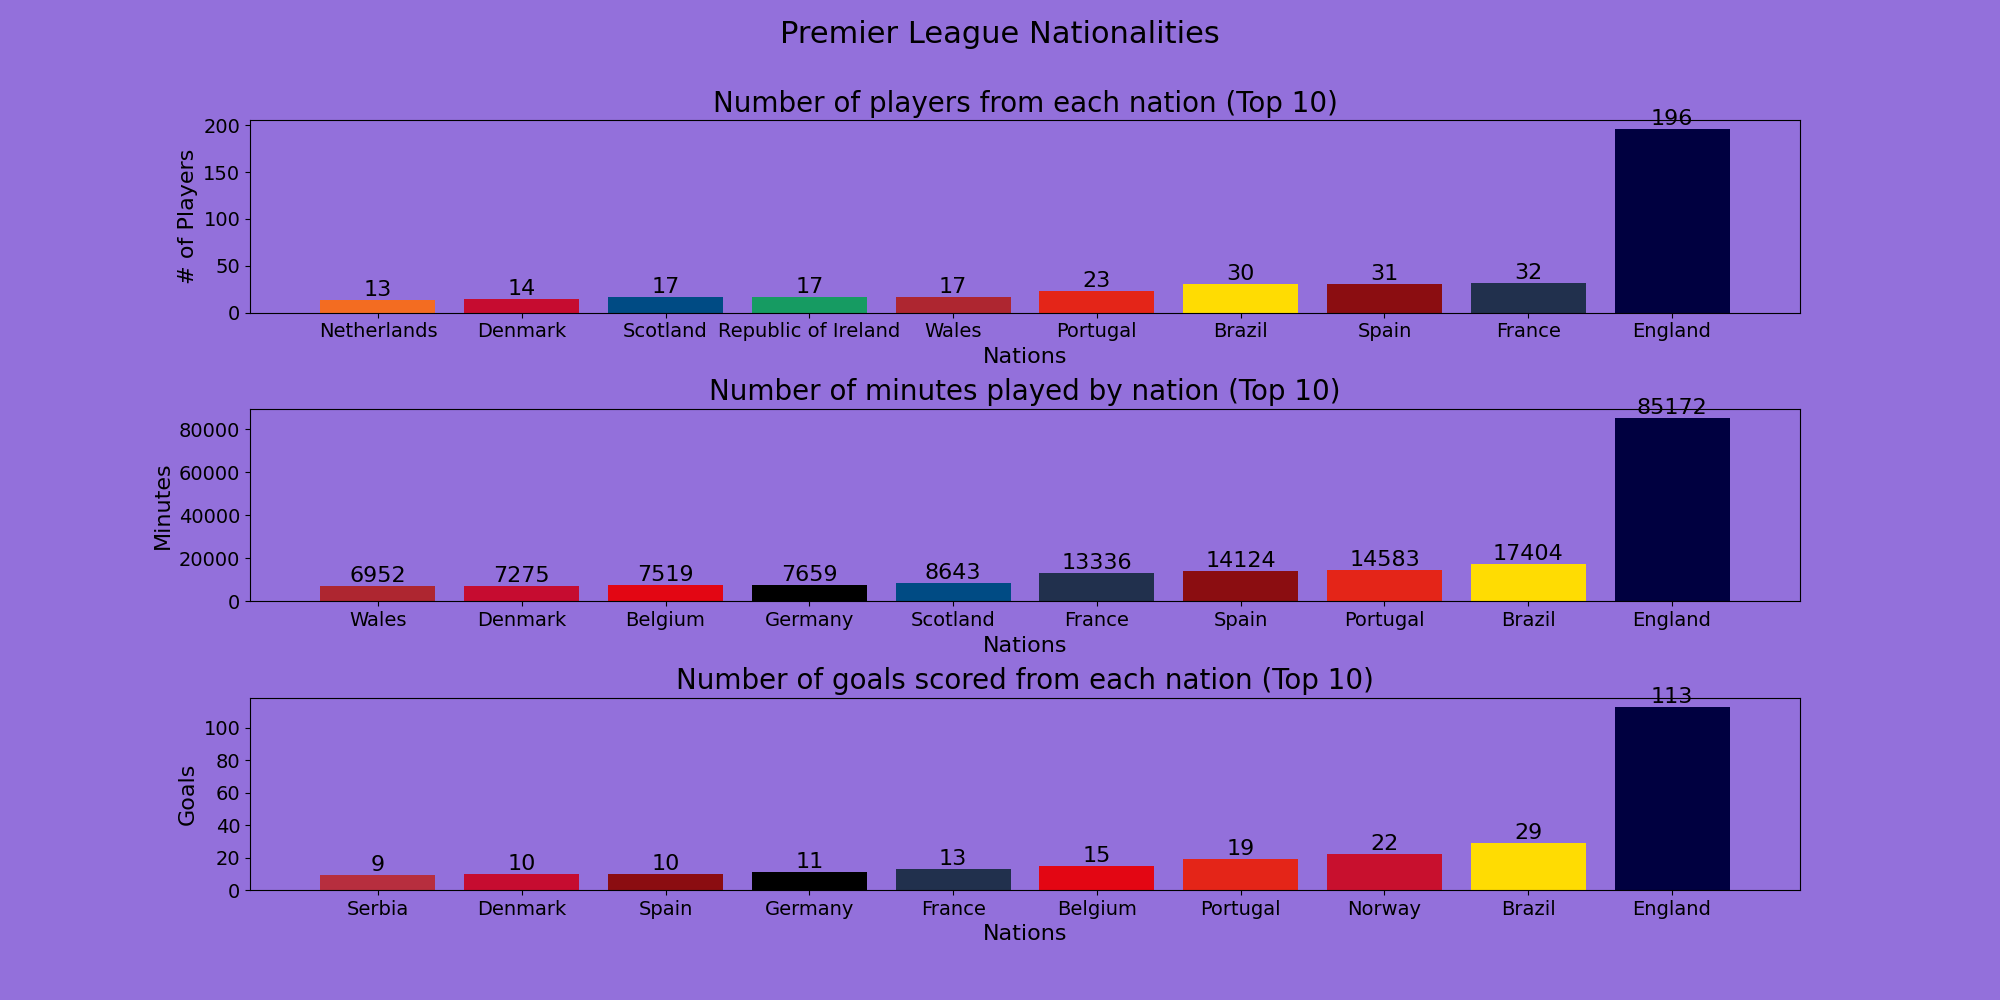 Premier League Nationalities
Number of players from each nation (Top 10)
# of Players
200
150
100
50
0
13 14 17 17 17 23 30 31 32 196
Netherlands Denmark Scotland Republic of Ireland Wales Portugal Brazil Spain France England
Nations
Number of minutes played by nation (Top 10)
Minutes
80000
60000
40000
20000
0
6952 7275 7519 7659 8643 13336 14124 14583 17404 85172
Wales Denmark Belgium Germany Scotland France Spain Portugal Brazil England
Nations
Number of goals scored from each nation (Top 10)
Goals
100
80
60
40
20
0
9 10 10 11 13 15 19 22 29 113
Serbia Denmark Spain Germany France Belgium Portugal Norway Brazil England
Nations